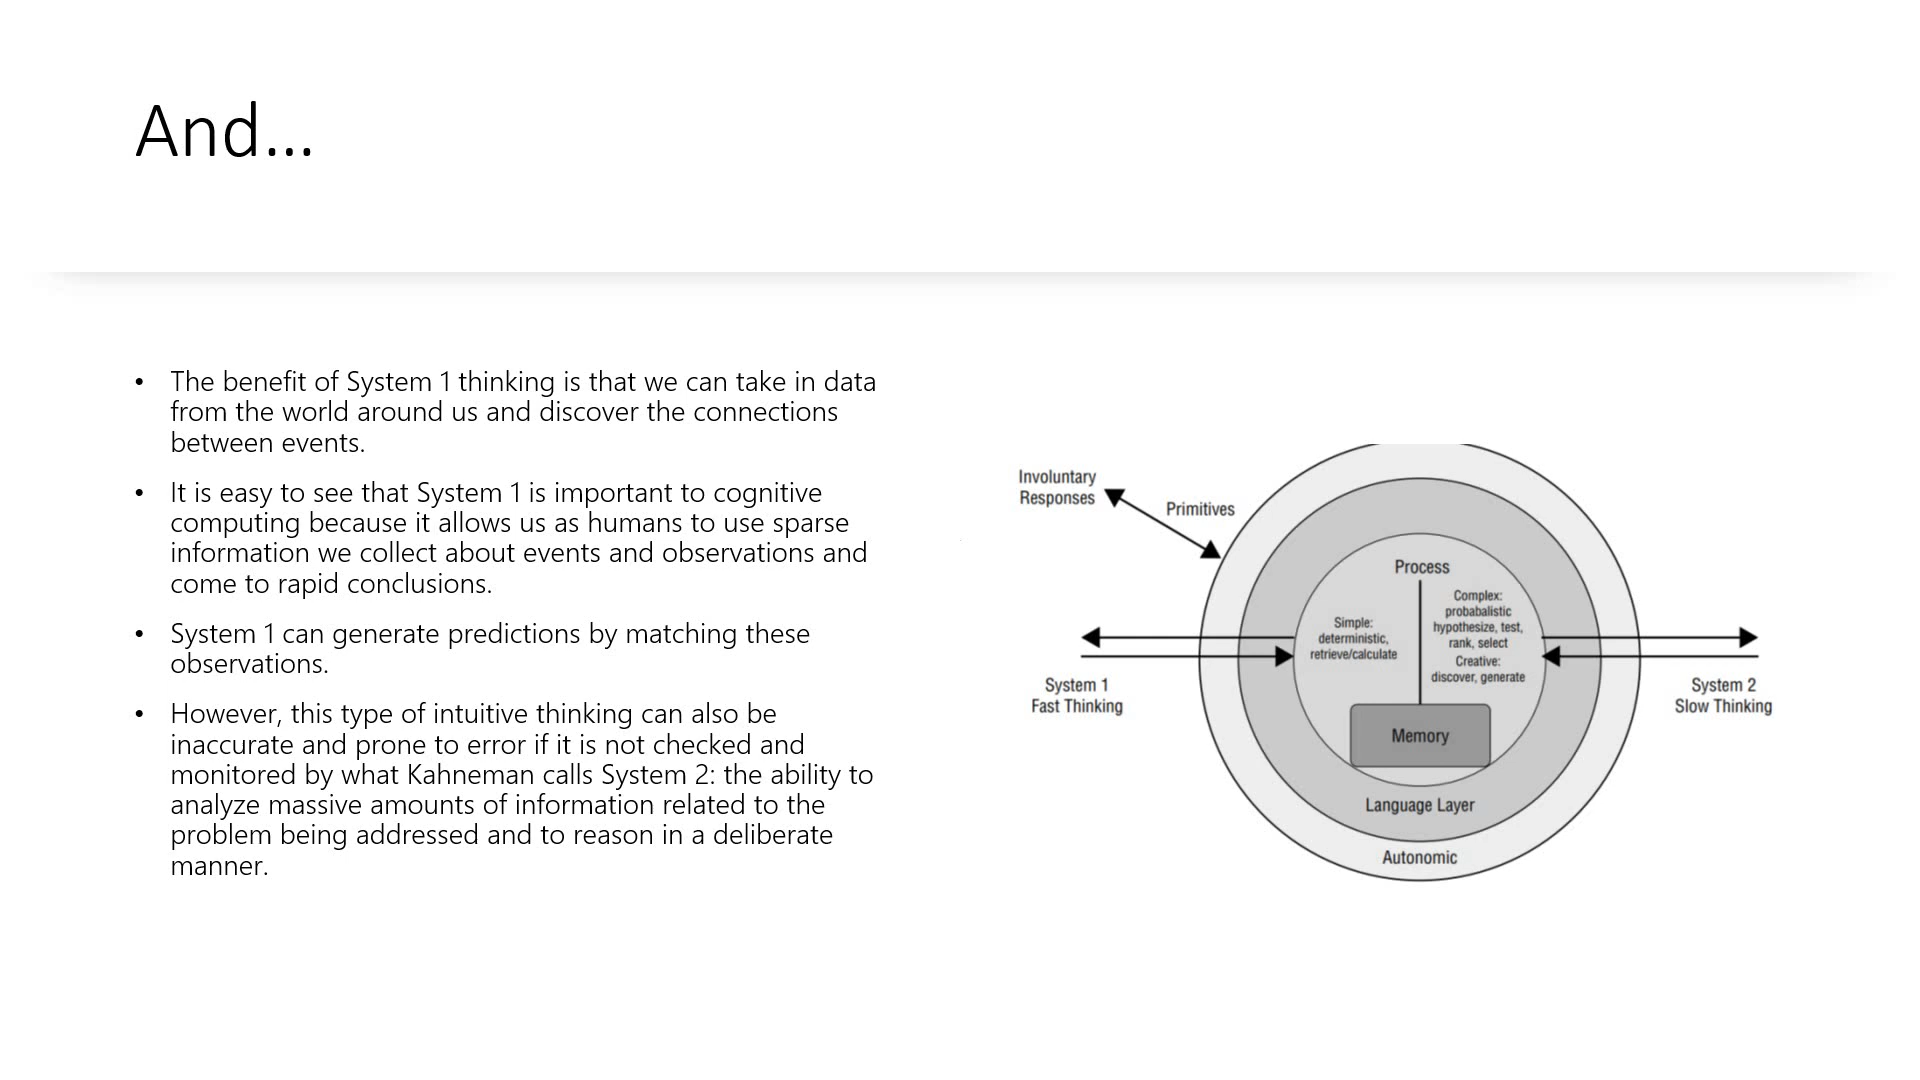 And...
• The benefit of System 1 thinking is that we can take in data
from the world around us and discover the connections
between events.
• It is easy to see that System 1 is important to cognitive
computing because it allows us as humans to use sparse
information we collect about events and observations and
come to rapid conclusions.
• System 1 can generate predictions by matching these
observations.
• However, this type of intuitive thinking can also be
inaccurate and prone to error if it is not checked and
monitored by what Kahneman calls System 2: the ability to
analyze massive amounts of information related to the
problem being addressed and to reason in a deliberate
manner.
Involuntary
Responses
Primitives
Process
Simple:
deterministic,
retrieve/calculate
Complex:
probabalistic
hypothesize, test,
rank, select
Creative:
discover, generate
System 1
Fast Thinking
System 2
Slow Thinking
Memory
Language Layer
Autonomic